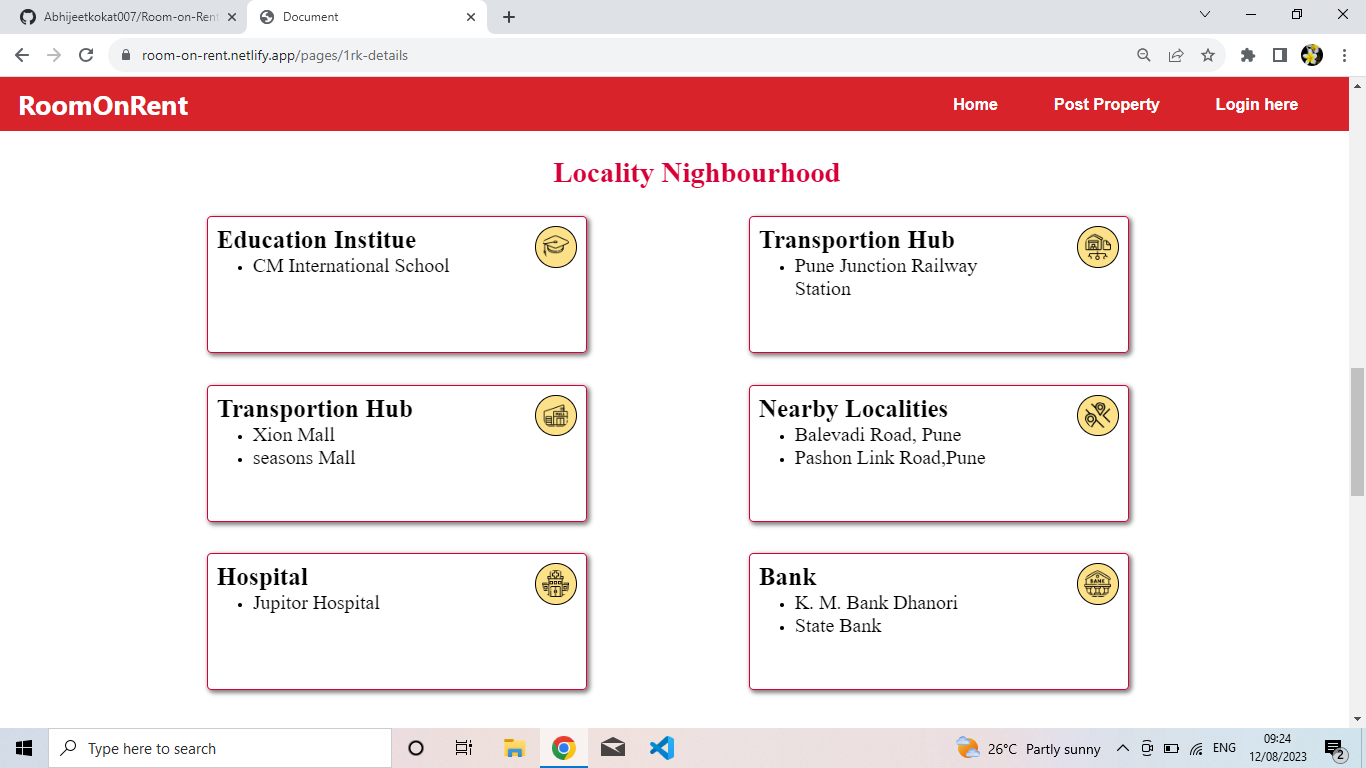 Abhijeetkokat007/Room-on-Rent
Document
room-on-rent.netlify.app/pages/1rk-details
RoomOnRent
Home
Post Property
Login here
Locality Nighbourhood
Education Institue
• CM International School
Transportion Hub
• Pune Junction Railway
Station
Transportion Hub
• Xion Mall
• seasons Mall
Nearby Localities
• Balevadi Road, Pune
• Pashon Link Road,Pune
Hospital
• Jupitor Hospital
Bank
• K. M. Bank Dhanori
• State Bank
BANK
Type here to search
26°C Partly sunny
ENG
09:24
12/08/2023
2